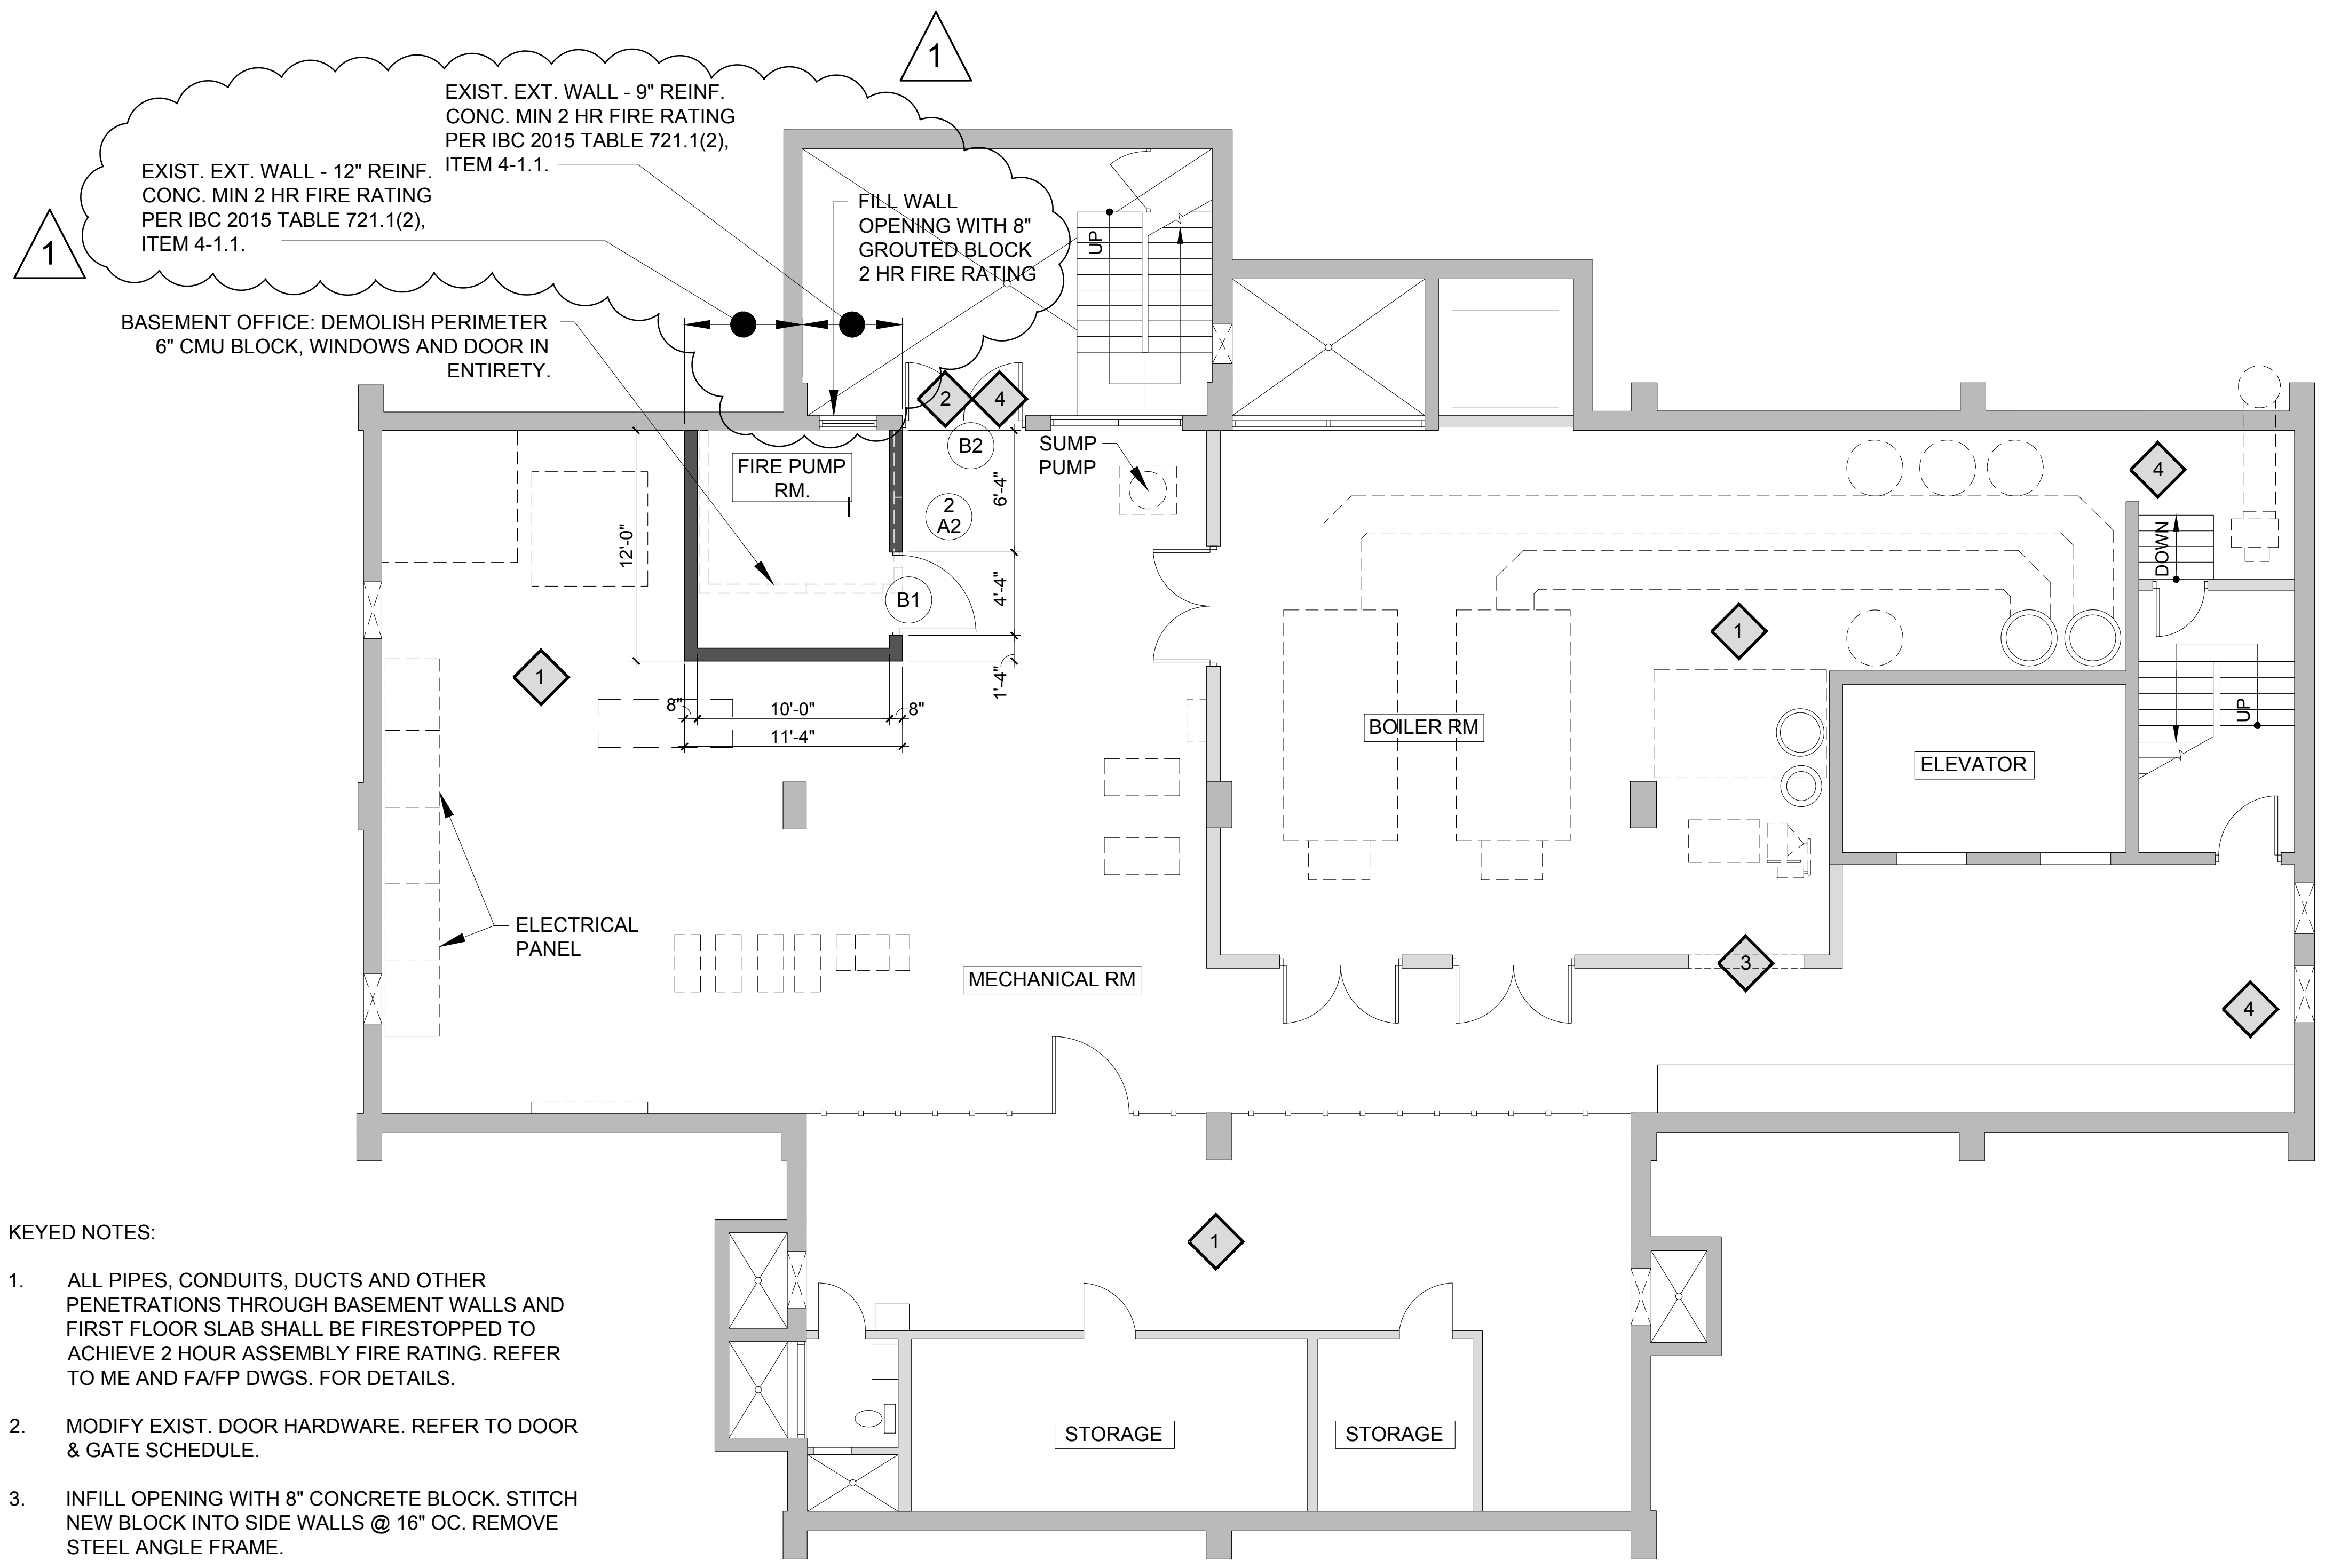 1
EXIST. EXT. WALL - 9" REINF.
CONC. MIN 2 HR FIRE RATING
PER IBC 2015 TABLE 721.1(2),
ITEM 4-1.1.
EXIST. EXT. WALL - 12" REINF.
CONC. MIN 2 HR FIRE RATING
PER IBC 2015 TABLE 721.1(2),
ITEM 4-1.1.
1
FILL WALL
OPENING WITH 8"
GROUTED BLOCK
2 HR FIRE RATING
UP
BASEMENT OFFICE: DEMOLISH PERIMETER
6" CMU BLOCK, WINDOWS AND DOOR IN
ENTIRETY.
2
4
B2
SUMP
PUMP
FIRE PUMP
RM.
2
A2
6'-4"
12'-0"
4'-4"
B1
1'-4"
8"
10'-0"
8"
11'-4"
1
4
DOWN
1
UP
BOILER RM
ELEVATOR
ELECTRICAL
PANEL
MECHANICAL RM
3
4
1
STORAGE
STORAGE
KEYED NOTES:
1. ALL PIPES, CONDUITS, DUCTS AND OTHER
PENETRATIONS THROUGH BASEMENT WALLS AND
FIRST FLOOR SLAB SHALL BE FIRESTOPPED TO
ACHIEVE 2 HOUR ASSEMBLY FIRE RATING. REFER
TO ME AND FA/FP DWGS. FOR DETAILS.
2. MODIFY EXIST. DOOR HARDWARE. REFER TO DOOR
& GATE SCHEDULE.
3. INFILL OPENING WITH 8" CONCRETE BLOCK. STITCH
NEW BLOCK INTO SIDE WALLS @ 16" OC. REMOVE
STEEL ANGLE FRAME.